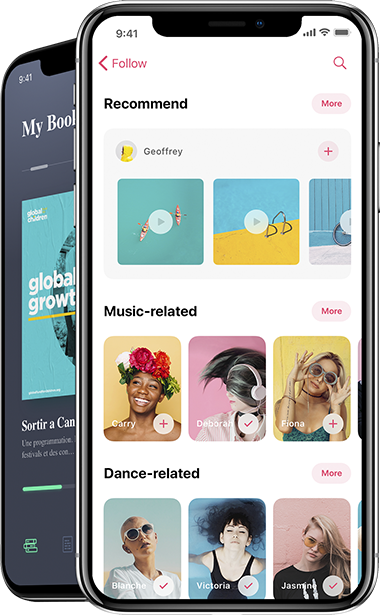 9:41
My Book
global
children
global
growt
Sortir a Can
Une programmation...
festivals et des con...
9:41
Follow
Recommend
More
Geoffrey
Music-related
More
Carry
Deborah
Fiona
Dance-related
More
Blanche
Victoria
Jasmine